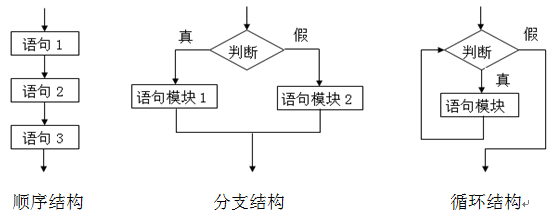 语句 1
语句 2
语句 3
顺序结构
真
判断
假
语句模块 1
语句模块 2
分支结构
判断
假
真
语句模块
循环结构↵